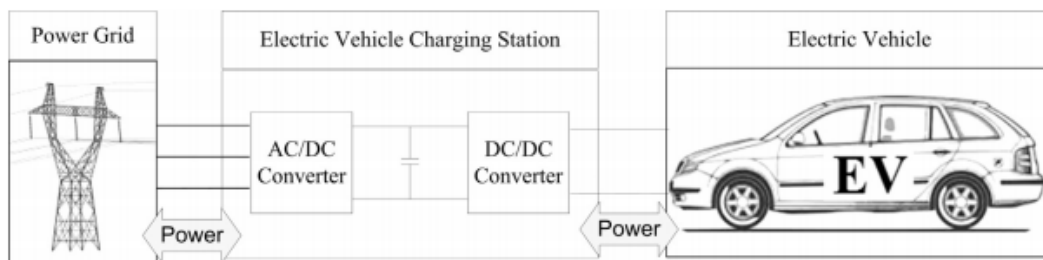 Power Grid
Electric Vehicle Charging Station
Electric Vehicle
AC/DC
Converter
DC/DC
Converter
EV
Power
Power